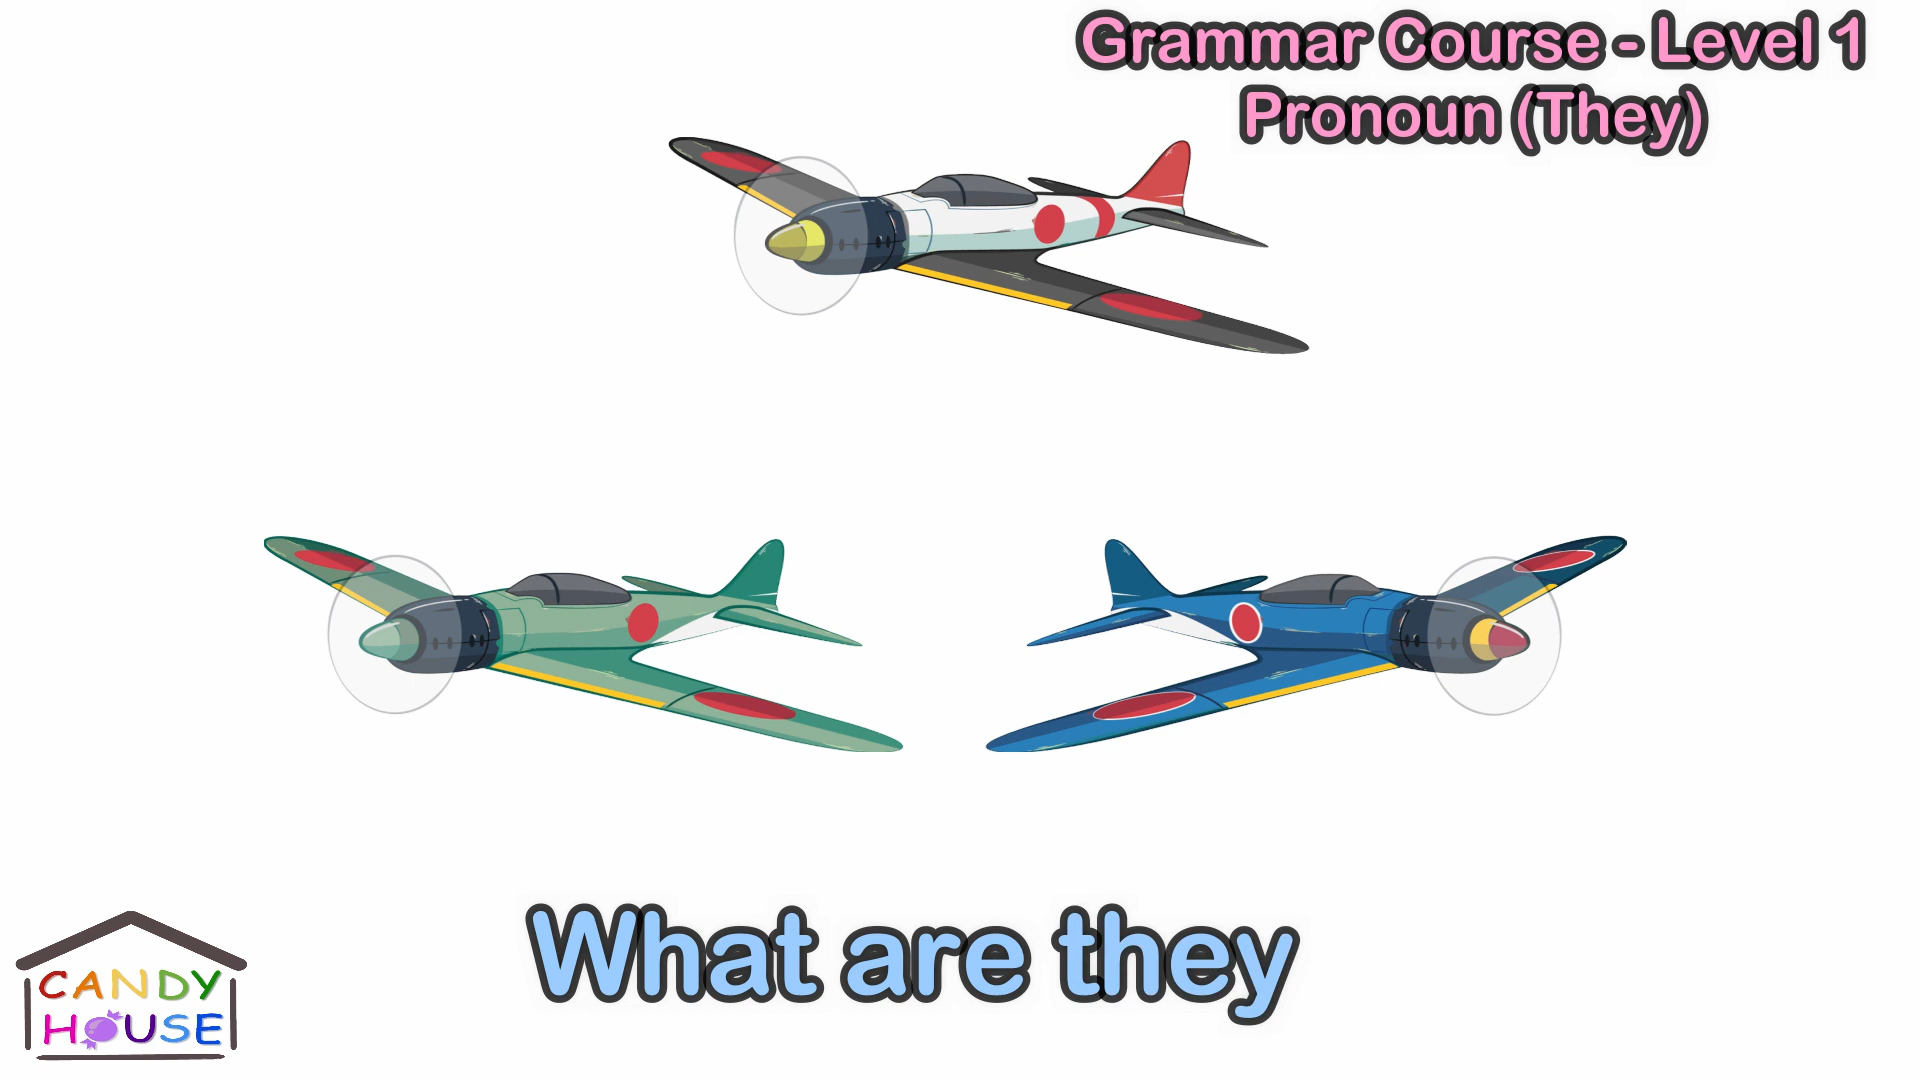 Grammar Course - Level 1
Pronoun (They)
What are they
CANDY
HOUSE